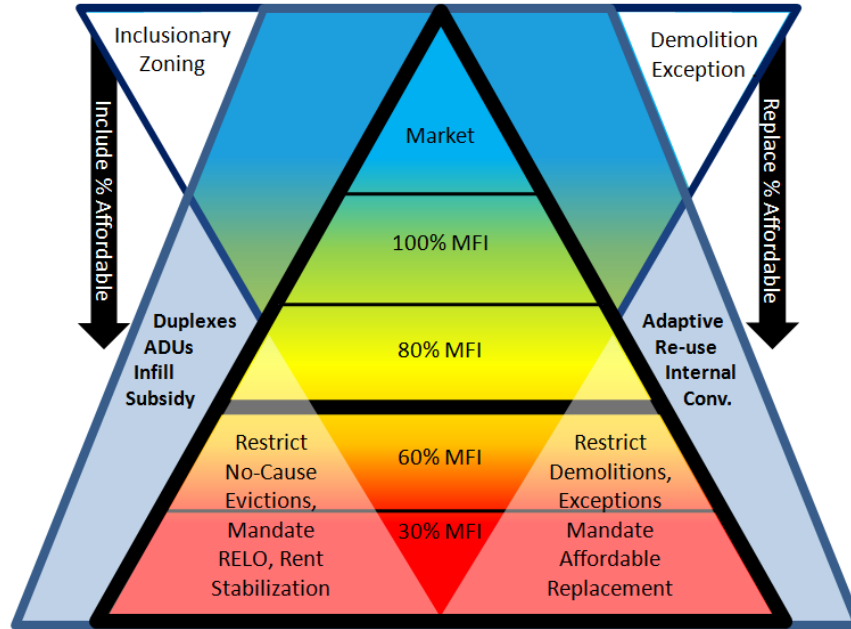 Inclusionary
Zoning
Demolition
Exception .
Include % Affordable
Replace % Affordable
Market
100% MFI
80% MFI
Duplexes
ADUs
Infill
Subsidy
Adaptive
Re-use
Internal
Conv.
60% MFI
30% MFI
Restrict
No-Cause
Evictions,
Mandate
RELO, Rent
Stabilization
Restrict
Demolitions,
Exceptions
Mandate
Affordable
Replacement